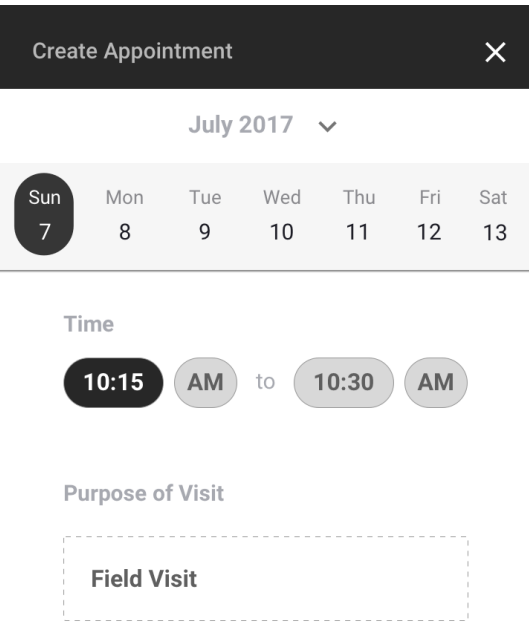 Create Appointment
July 2017
Sun Mon Tue Wed Thu Fri Sat
7 8 9 10 11 12 13
Time
10:15 AM to 10:30 AM
Purpose of Visit
Field Visit